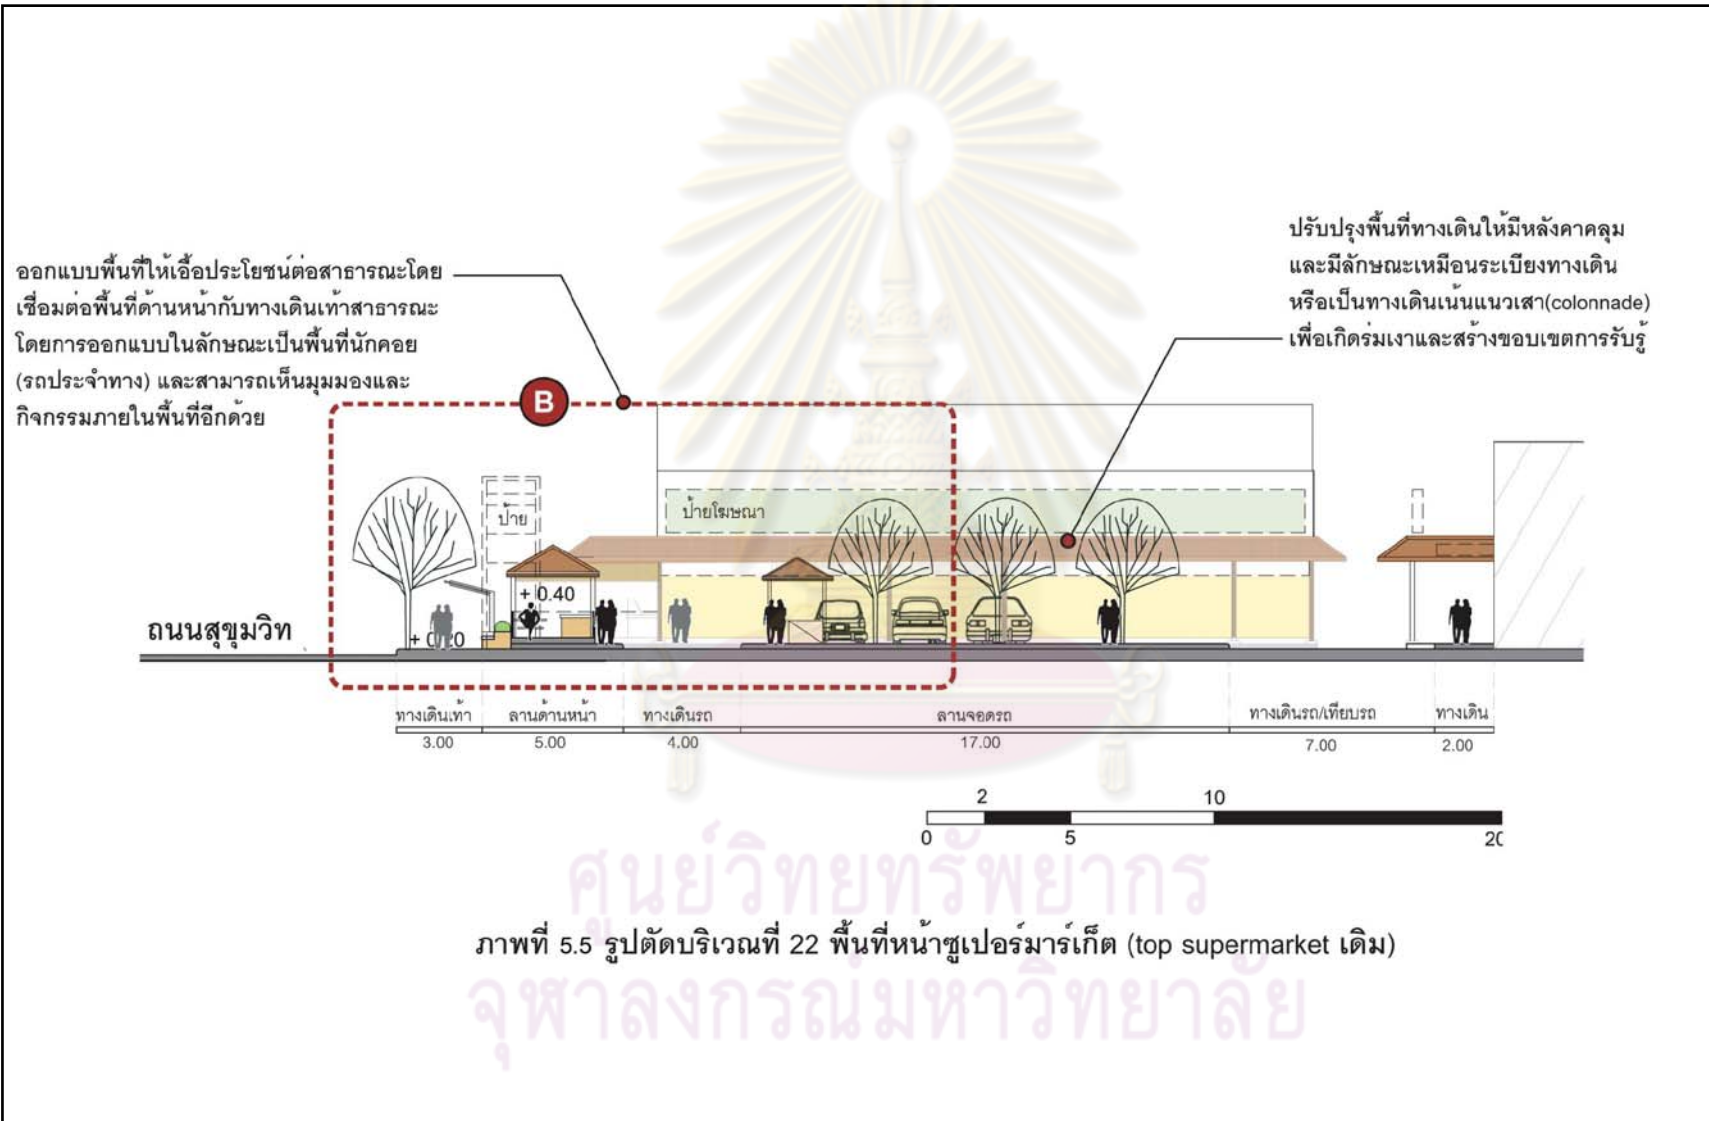 ออกแบบพื้นที่ให้เอื้อประโยชน์ต่อสาธารณะโดย
เชื่อมต่อพื้นที่ด้านหน้ากับทางเดินเท้าสาธารณะ
โดยการออกแบบในลักษณะเป็นพื้นที่นักคอย
(รถประจำทาง) และสามารถเห็นมุมมองและ
กิจกรรมภายในพื้นที่อีกด้วย
ปรับปรุงพื้นที่ทางเดินให้มีหลังคาคลุม
และมีลักษณะเหมือนระเบียงทางเดิน
หรือเป็นทางเดินเน้นแนวเสา(colonnade)
เพื่อเกิดร่มเงาและสร้างขอบเขตการรับรู้
B
ป้าย
ป้ายโฆษณา
+ 0.40
ถนนสุขุมวิท
ทางเดินเท้า ลานด้านหน้า ทางเดินรถ ลานจอดรถ ทางเดินรถ/เทียบรถ ทางเดิน
3.00 5.00 4.00 17.00 7.00 2.00
2 10
0 5 20
ศูนย์วิทยทรัพยากร
ภาพที่ 5.5 รูปตัดบริเวณที่ 22 พื้นที่หน้าซูเปอร์มาร์เก็ต (top supermarket เดิม)
จุฬาลงกรณ์มหาวิทยาลัย